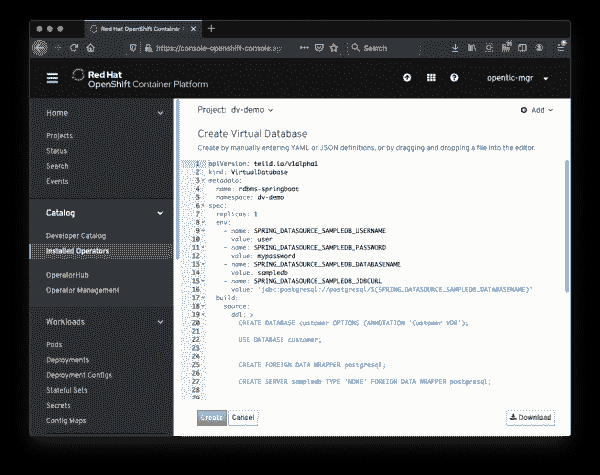 Red Hat OpenShift Container Platform
https://console-openshift-console.ap
Search
Red Hat
OpenShift Container Platform
opentlc-mgr
Home
Projects
Status
Search
Events
Catalog
Developer Catalog
Installed Operators
OperatorHub
Operator Management
Workloads
Pods
Deployments
Deployment Configs
Stateful Sets
Secrets
Config Maps
Project: dv-demo
Add
Create Virtual Database
Create by manually entering YAML or JSON definitions, or by dragging and dropping a file into the editor.
1 apiVersion: teiid.io/v1alpha1
2 kind: VirtualDatabase
3 metadata:
4 name: rdbms-springboot
5 namespace: dv-demo
6 spec:
7 replicas: 1
8 env:
9 - name: SPRING_DATASOURCE_SAMPLEDB_USERNAME
10 value: user
11 - name: SPRING_DATASOURCE_SAMPLEDB_PASSWORD
12 value: mypassword
13 - name: SPRING_DATASOURCE_SAMPLEDB_DATABASENAME
14 value: sampledb
15 - name: SPRING_DATASOURCE_SAMPLEDB_JDBCURL
16 value: 'jdbc:postgresql://postgresql/$(SPRING_DATASOURCE_SAMPLEDB_DATABASENAME)'
17 build:
18 source:
19 ddl: >
20 CREATE DATABASE customer OPTIONS (ANNOTATION 'Customer VDB');
21
22 USE DATABASE customer;
23
24
25 CREATE FOREIGN DATA WRAPPER postgresql;
26
27 CREATE SERVER sampledb TYPE 'NONE' FOREIGN DATA WRAPPER postgresql;
28
Create
Cancel
Download